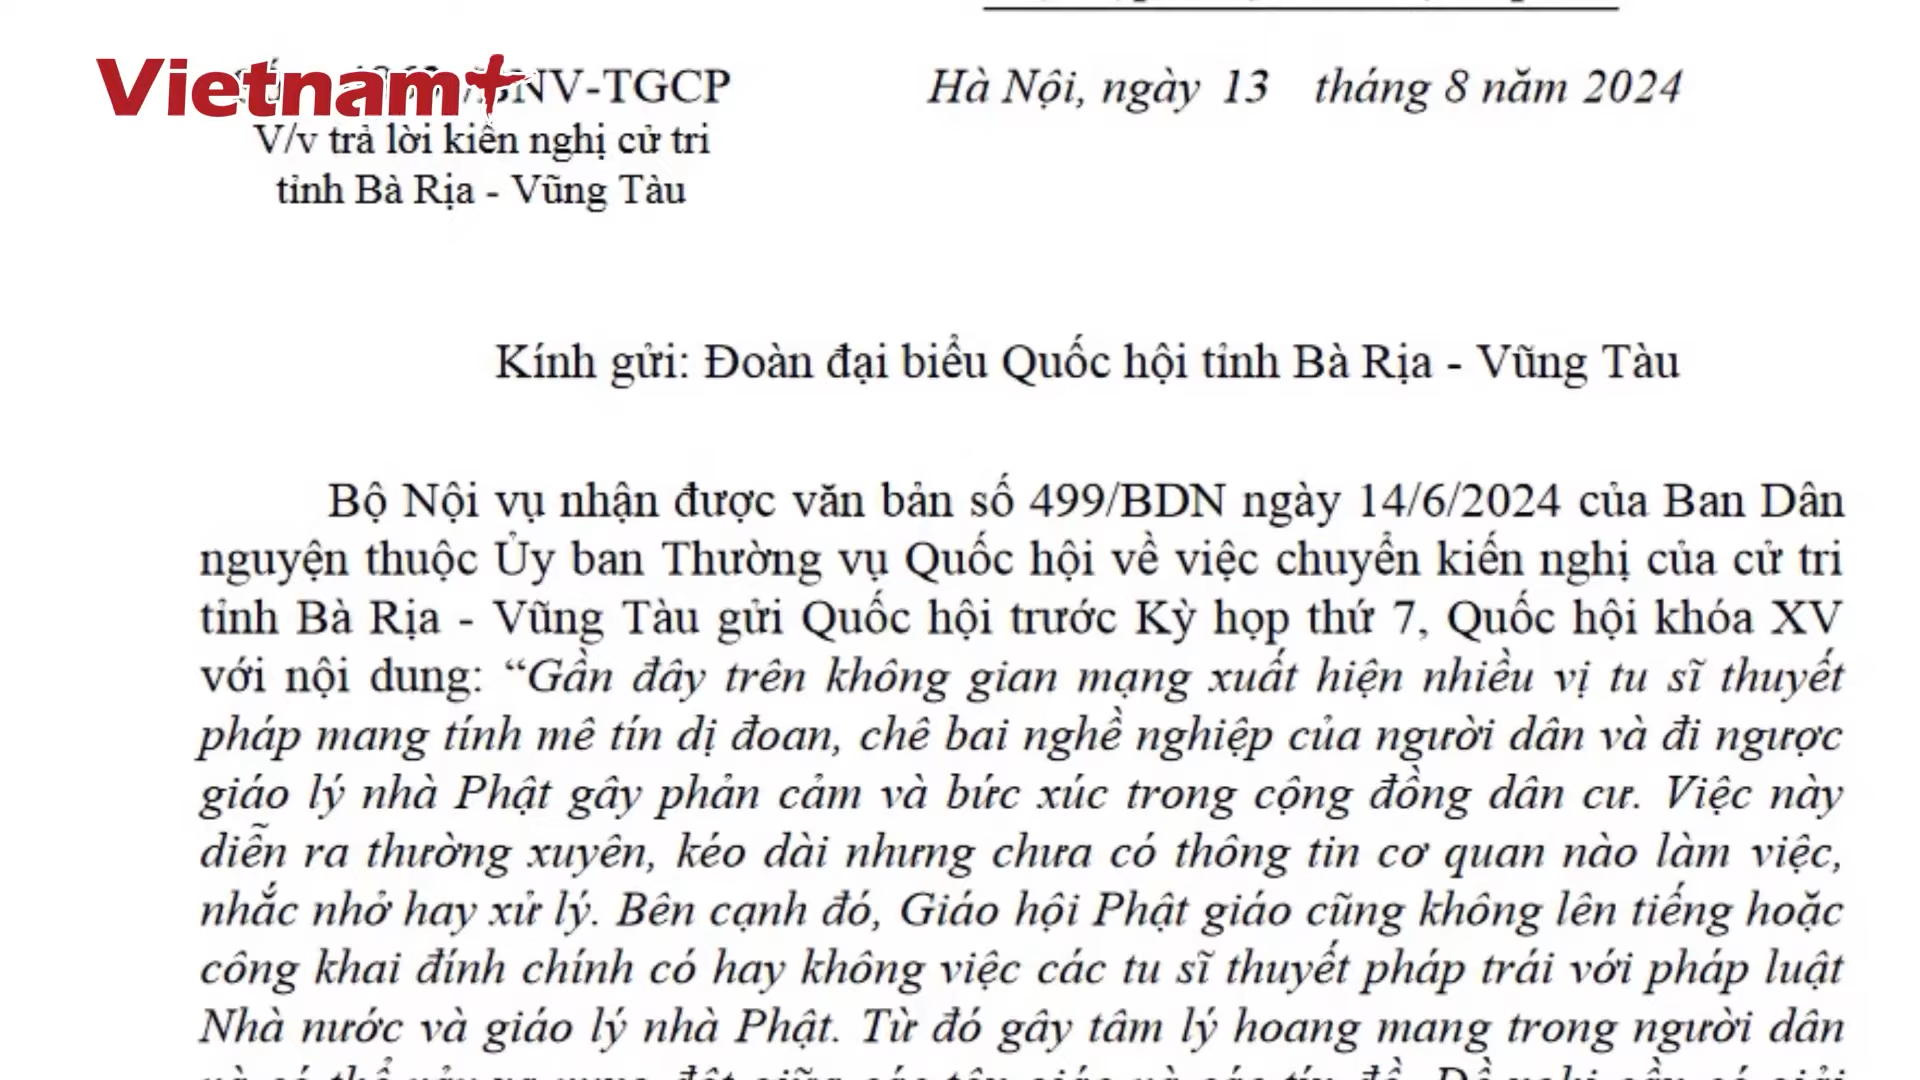 Vietnam+
BNV-TGCP
Hà Nội, ngày 13 tháng 8 năm 2024
V/v trả lời kiến nghị cử tri
tỉnh Bà Rịa - Vũng Tàu
Kính gửi: Đoàn đại biểu Quốc hội tỉnh Bà Rịa - Vũng Tàu
Bộ Nội vụ nhận được văn bản số 499/BDN ngày 14/6/2024 của Ban Dân
nguyện thuộc Ủy ban Thường vụ Quốc hội về việc chuyển kiến nghị của cử tri
tỉnh Bà Rịa - Vũng Tàu gửi Quốc hội trước Kỳ họp thứ 7, Quốc hội khóa XV
với nội dung: “Gần đây trên không gian mạng xuất hiện nhiều vị tu sĩ thuyết
pháp mang tính mê tín dị đoan, chê bai nghề nghiệp của người dân và đi ngược
giáo lý nhà Phật gây phản cảm và bức xúc trong cộng đồng dân cư. Việc này
diễn ra thường xuyên, kéo dài nhưng chưa có thông tin cơ quan nào làm việc,
nhắc nhở hay xử lý. Bên cạnh đó, Giáo hội Phật giáo cũng không lên tiếng hoặc
công khai đính chính có hay không việc các tu sĩ thuyết pháp trái với pháp luật
Nhà nước và giáo lý nhà Phật. Từ đó gây tâm lý hoang mang trong người dân